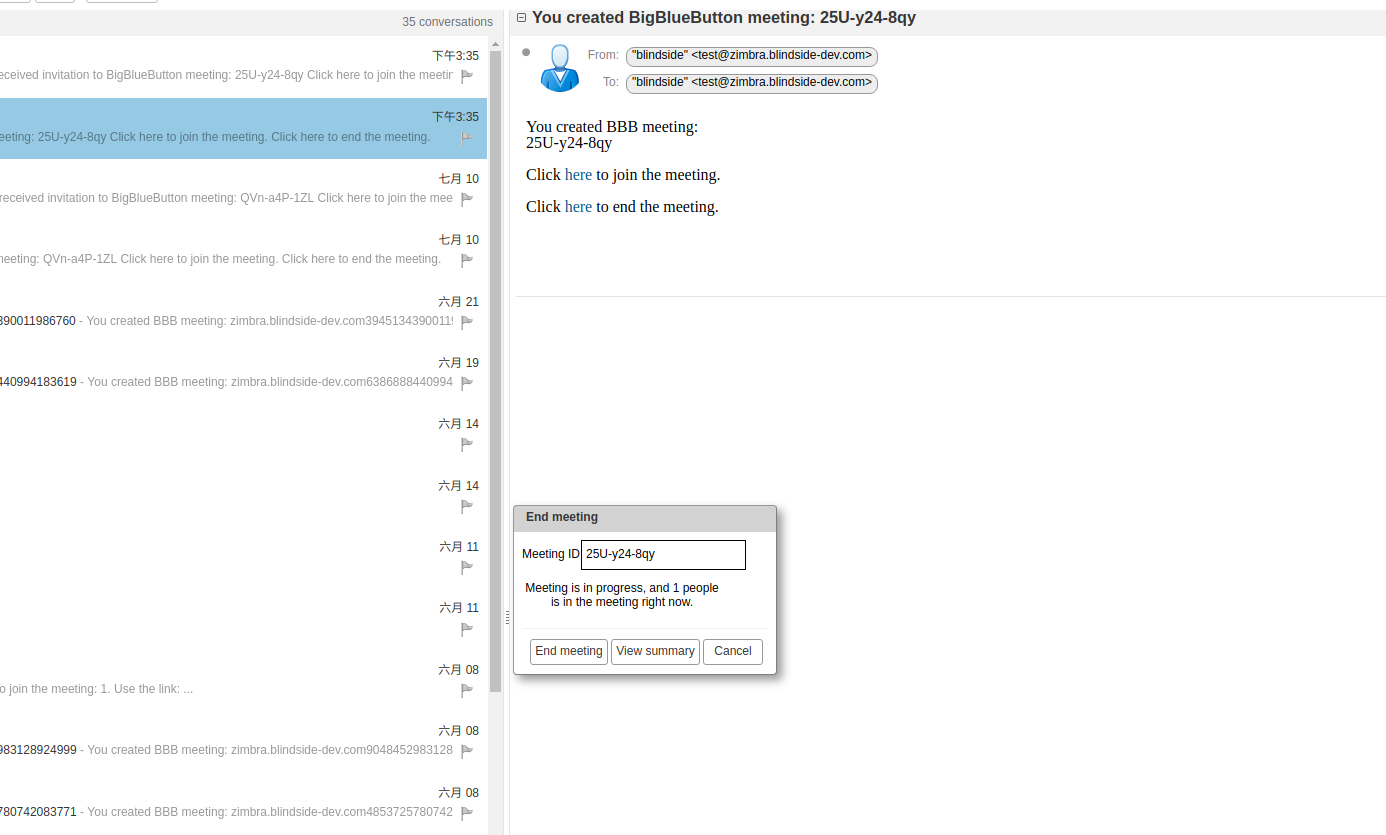 35 conversations
下午3:35
eceived invitation to BigBlueButton meeting: 25U-y24-8qy Click here to join the meetin
下午3:35
eeting: 25U-y24-8qy Click here to join the meeting. Click here to end the meeting.
七月 10
received invitation to BigBlueButton meeting: QVn-a4P-1ZL Click here to join the mee
七月 10
meeting: QVn-a4P-1ZL Click here to join the meeting. Click here to end the meeting.
六月 21
390011986760 - You created BBB meeting: zimbra.blindside-dev.com39451343900119
六月 19
440994183619 - You created BBB meeting: zimbra.blindside-dev.com6386888440994
六月 14
六月 14
六月 11
六月 11
六月 08
o join the meeting: 1. Use the link: ...
六月 08
983128924999 - You created BBB meeting: zimbra.blindside-dev.com9048452983128
六月 08
780742083771 - You created BBB meeting: zimbra.blindside-dev.com4853725780742
You created BigBlueButton meeting: 25U-y24-8qy
From: "blindside" <test@zimbra.blindside-dev.com>
To: "blindside" <test@zimbra.blindside-dev.com>
You created BBB meeting:
25U-y24-8qy
Click here to join the meeting.
Click here to end the meeting.
End meeting
Meeting ID 25U-y24-8qy
Meeting is in progress, and 1 people
is in the meeting right now.
End meeting View summary Cancel